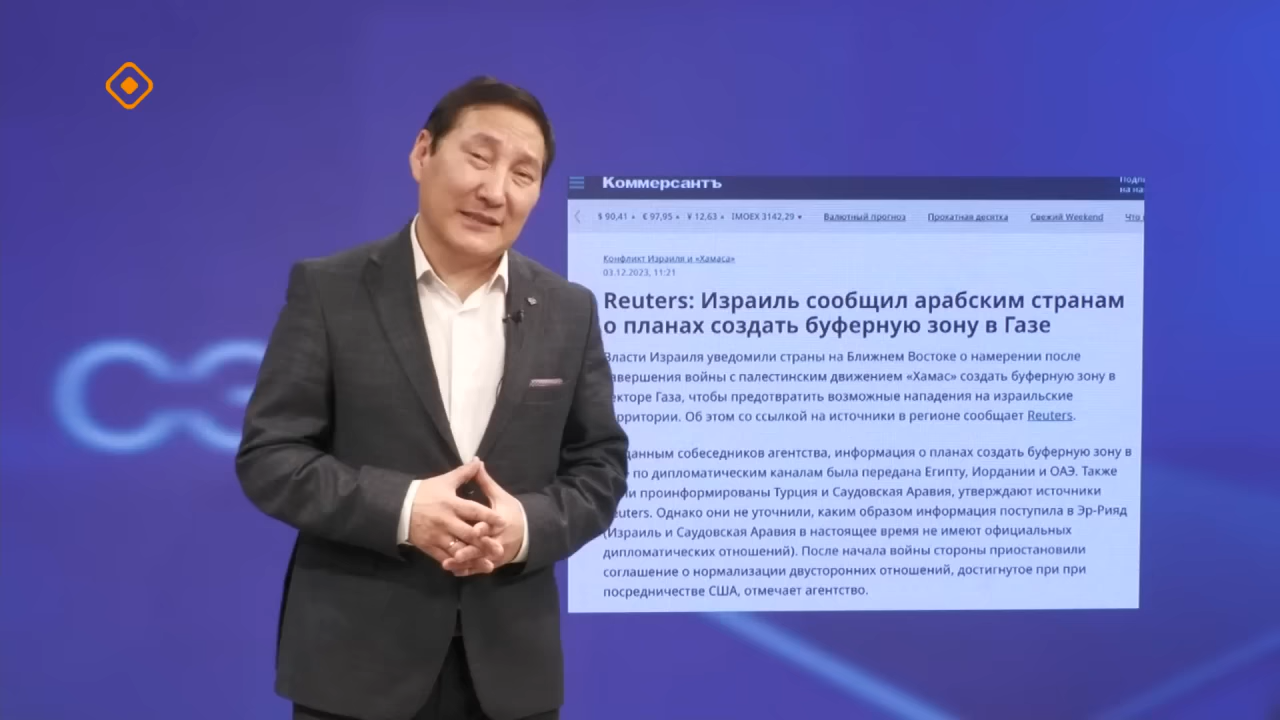 Коммерсантъ
$ 90,41 € 97,95 ¥ 12,63 IMOEX 3142,29 Валютный прогноз Прокатная десятка Свежий Weekend
Конфликт Израиля и «Хамаса»
03.12.2023, 11:21
Reuters: Израиль сообщил арабским странам
о планах создать буферную зону в Газе
Власти Израиля уведомили страны на Ближнем Востоке о намерении после
авершения войны с палестинским движением «Хамас» создать буферную зону в
екторе Газа, чтобы предотвратить возможные нападения на израильские
рритории. Об этом со ссылкой на источники в регионе сообщает Reuters.
данным собеседников агентства, информация о планах создать буферную зону в
по дипломатическим каналам была передана Египту, Иордании и ОАЭ. Также
и проинформированы Турция и Саудовская Аравия, утверждают источники
euters. Однако они не уточнили, каким образом информация поступила в Эр-Рияд
(Израиль и Саудовская Аравия в настоящее время не имеют официальных
дипломатических отношений). После начала войны стороны приостановили
соглашение о нормализации двусторонних отношений, достигнутое при при
посредничестве США, отмечает агентство.